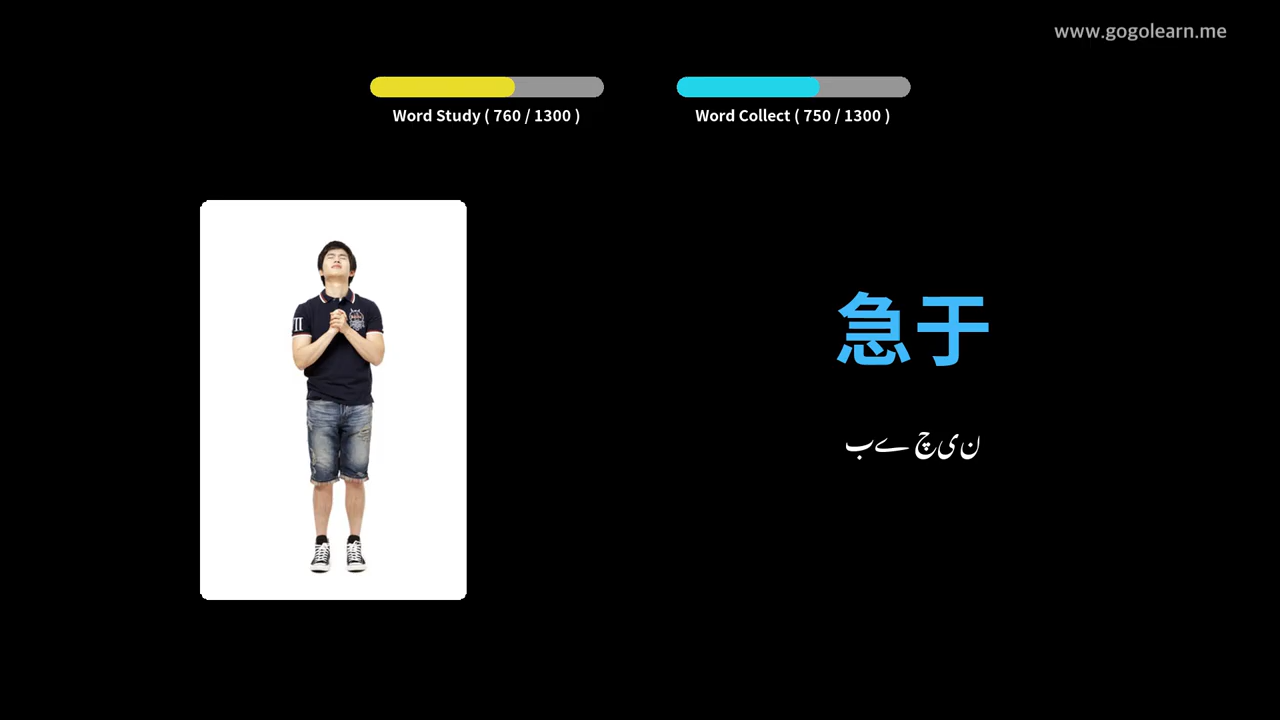 www.gogolearn.me
Word Study ( 760 / 1300 )
Word Collect ( 750 / 1300 )
急于
بے چین